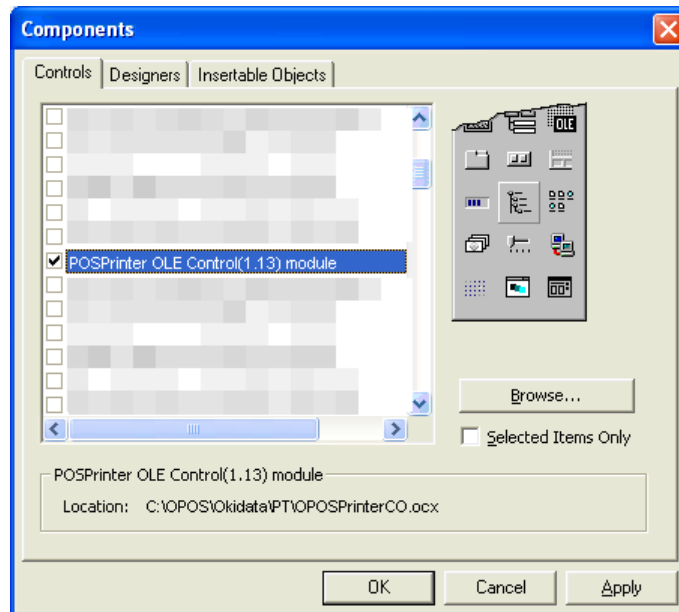 Components
Controls
Designers
Insertable Objects
OLE
POSPrinter OLE Control(1.13) module
Browse...
Selected Items Only
POSPrinter OLE Control(1.13) module
Location: C:\OPOS\Okidata\PT\OPOSPrinterCO.ocx
OK
Cancel
Apply